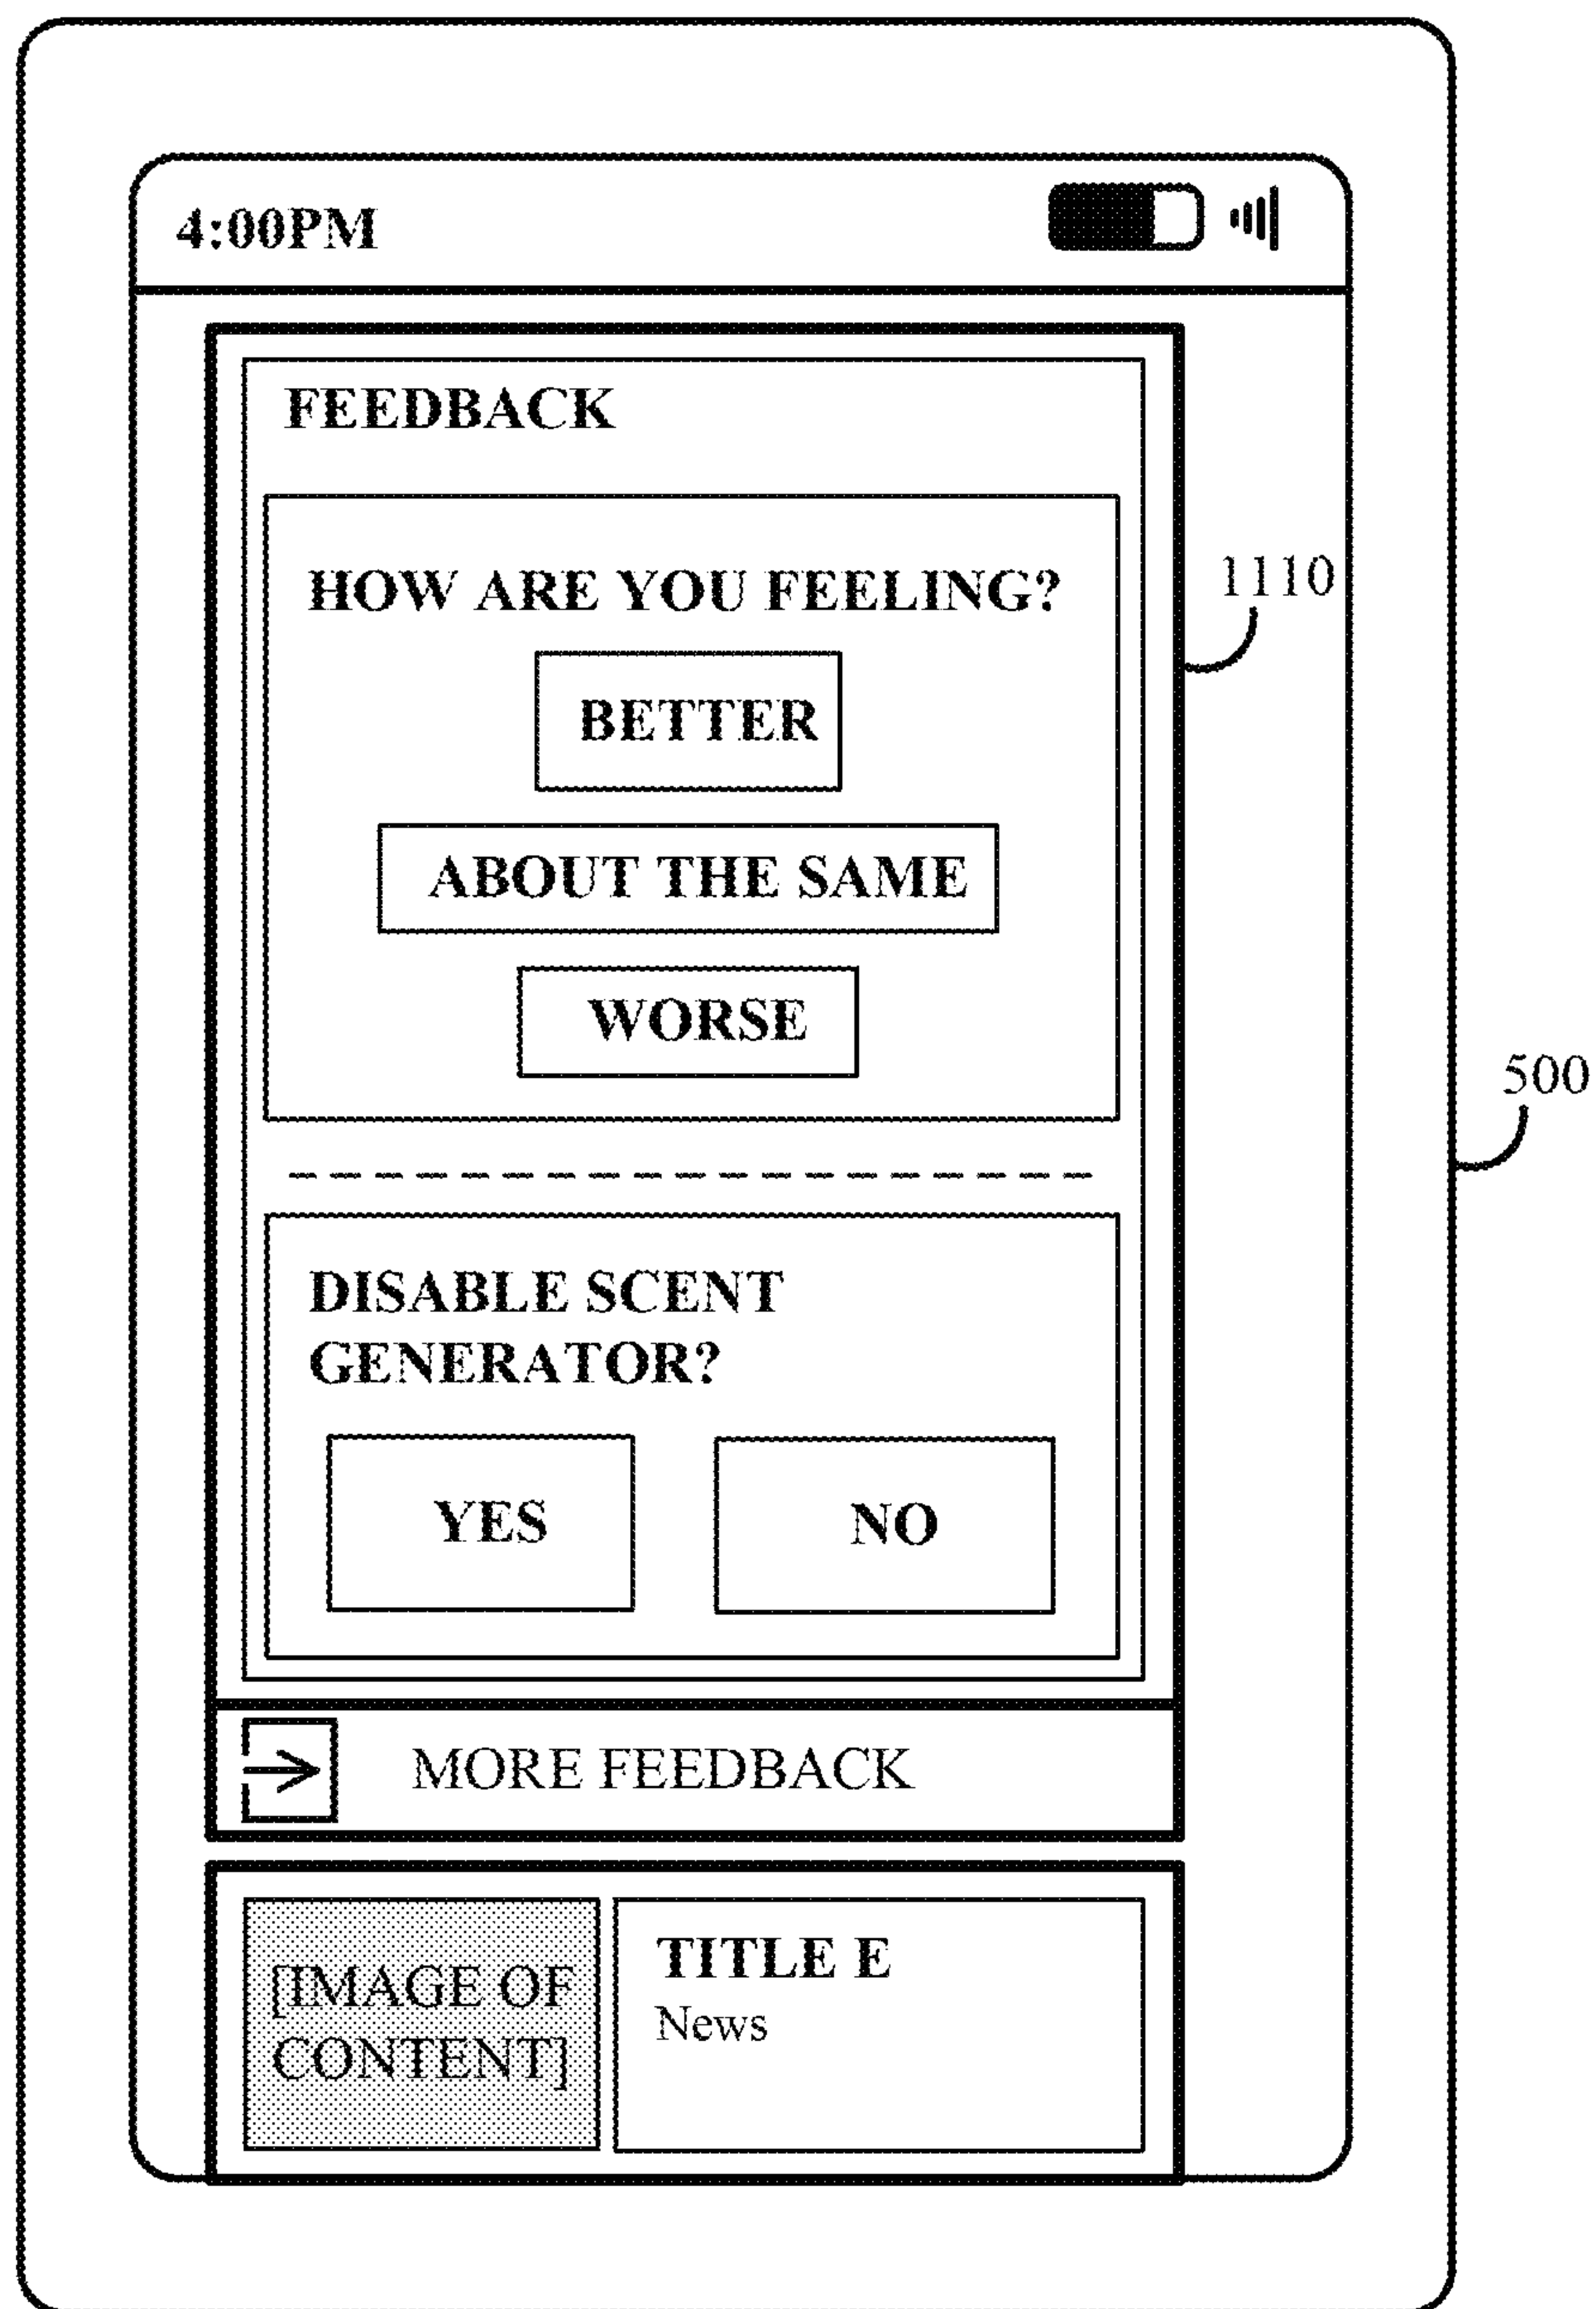 4:00PM
FEEDBACK
HOW ARE YOU FEELING?
1110
BETTER
ABOUT THE SAME
WORSE
500
DISABLE SCENT
GENERATOR?
YES NO
MORE FEEDBACK
[IMAGE OF
CONTENT]
TITLE E
News